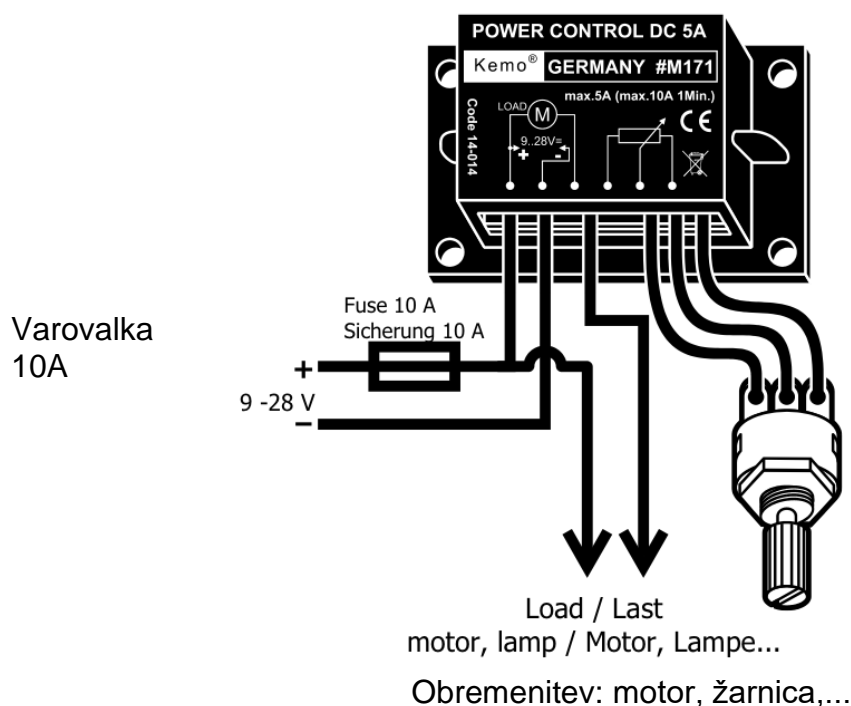 POWER CONTROL DC 5A
Kemo® GERMANY #M171
max.5A (max.10A 1Min.)
Code 14-014
LOAD
M
CE
9..28V=
+ -
Fuse 10 A
Sicherung 10 A
Varovalka
10A
+
9 -28 V
−
Load / Last
motor, lamp / Motor, Lampe...
Obremenitev: motor, žarnica,...